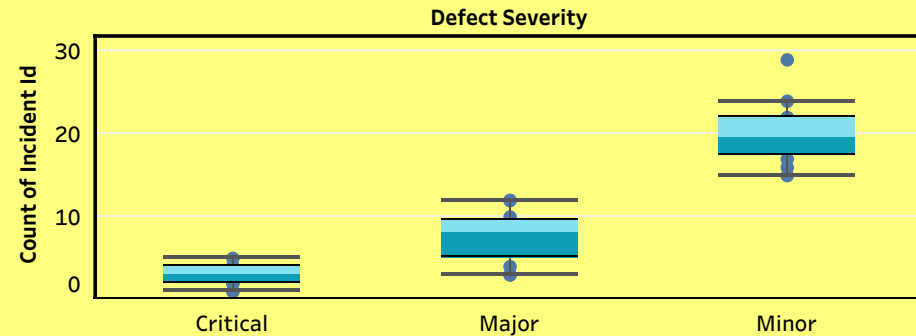 Defect Severity
Count of Incident Id
30
20
10
0
Critical
Major
Minor